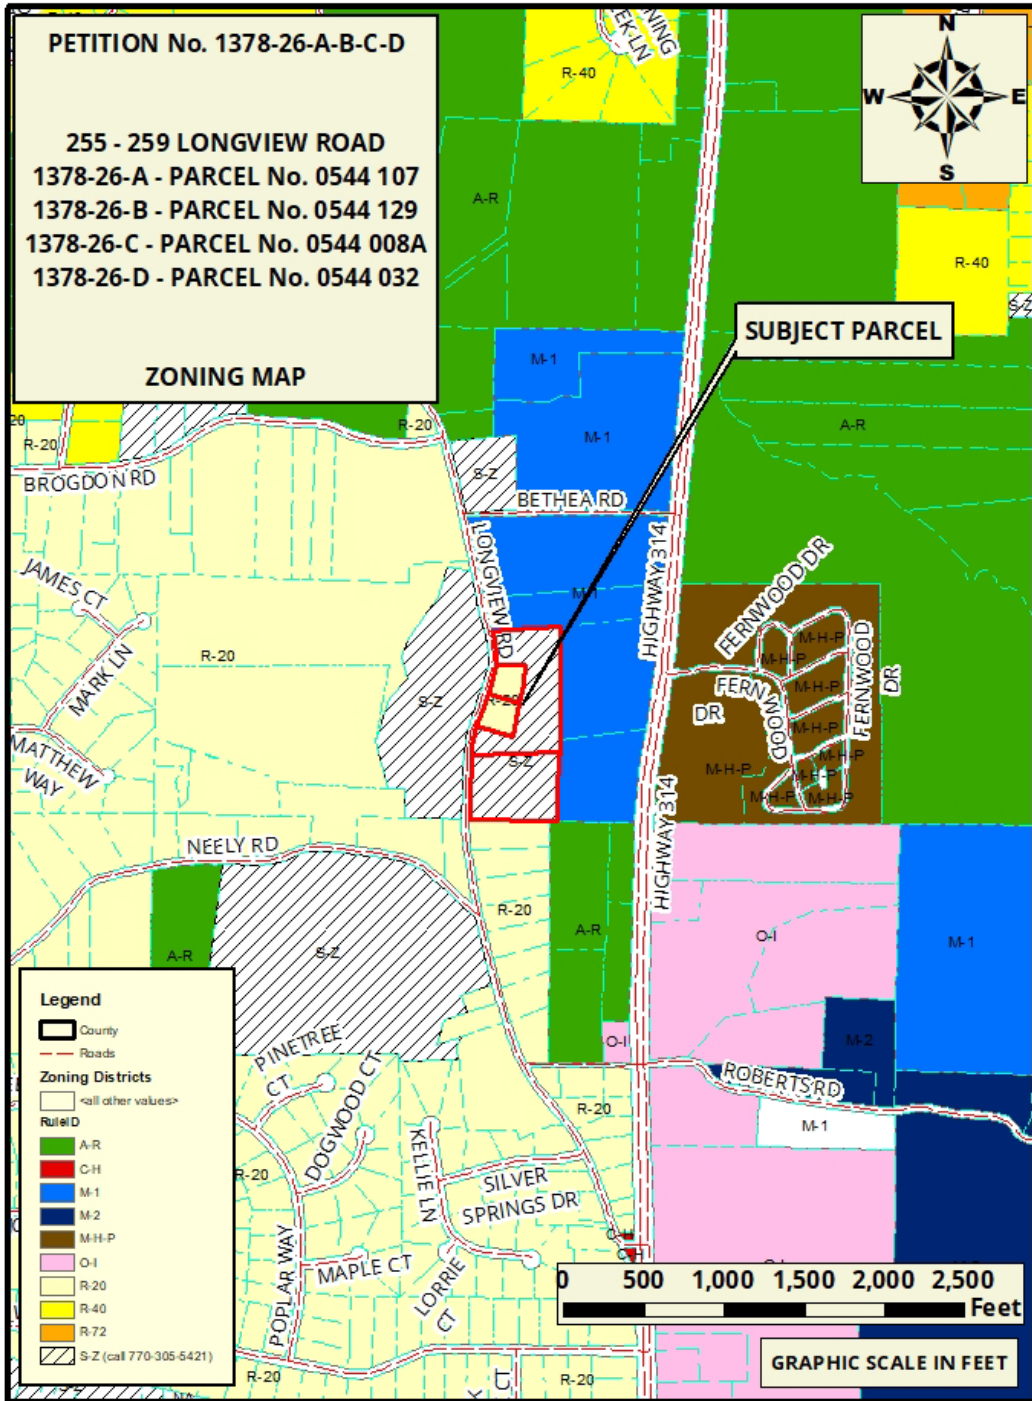 PETITION No. 1378-26-A-B-C-D
255 - 259 LONGVIEW ROAD
1378-26-A - PARCEL No. 0544 107
1378-26-B - PARCEL No. 0544 129
1378-26-C - PARCEL No. 0544 008A
1378-26-D - PARCEL No. 0544 032
ZONING MAP
N
W
E
S
R-40
A-R
R-40
S-Z
SUBJECT PARCEL
M-1
M-1
A-R
R-20
20
R-20
S-Z
BROGDON RD
BETHEA RD
LONGVIEW RD
HIGHWAY 314
JAMES CT
MARK LN
MATTHEW
WAY
R-20
S-Z
M-1
R-20
S-Z
FERNWOOD DR
FERNWOOD
DR
FERNWOOD
DR
M-H-P
M-H-P
M-H-P
M-H-P
M-H-P
M-H-P
M-H-P
M-H-P
M-H-P
HIGHWAY 314
NEELY RD
R-20
A-R
O-I
M-1
A-R
S-Z
O-I
M-2
ROBERTS RD
M-1
R-20
PINETREE
CT
DOGWOOD CT
KELLIE LN
SILVER
SPRINGS DR
R-20
POPLAR WAY
MAPLE CT
LORRIE
CT
C-H
C-H
R-20
R-20
CT
Legend
County
Roads
Zoning Districts
<all other values>
RuleID
A-R
C-H
M-1
M-2
M-H-P
O-I
R-20
R-40
R-72
S-Z (call 770-305-5421)
0 500 1,000 1,500 2,000 2,500
Feet
GRAPHIC SCALE IN FEET